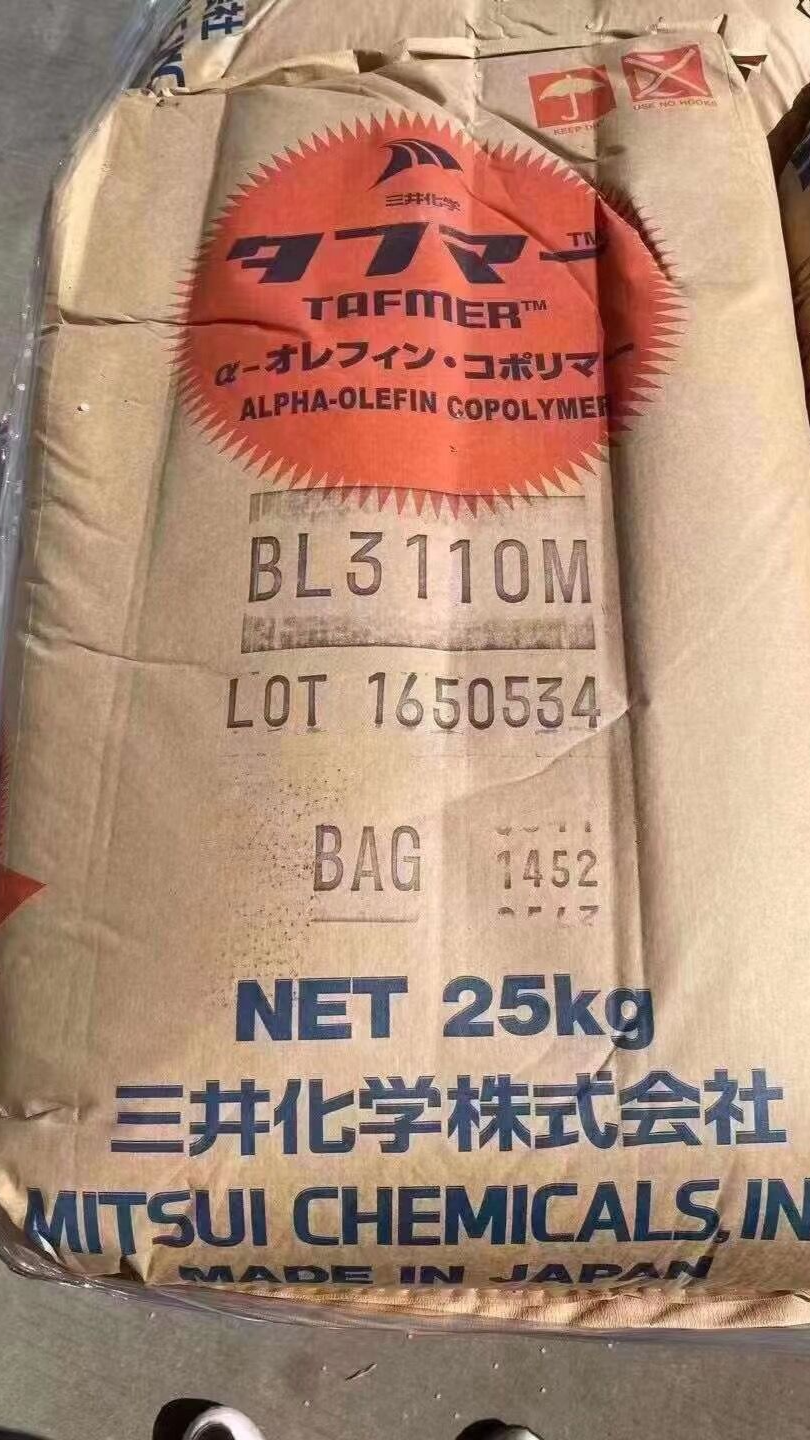 KEEP D
USE NO HOOKS
三井化学
タフマー™
TAFMER™
α-オレフィン・コポリマー
ALPHA-OLEFIN COPOLYMER
BL3110M
LOT 1650534
BAG 1452
NET 25kg
三井化学株式会社
MITSUI CHEMICALS, IN
MADE IN JAPAN